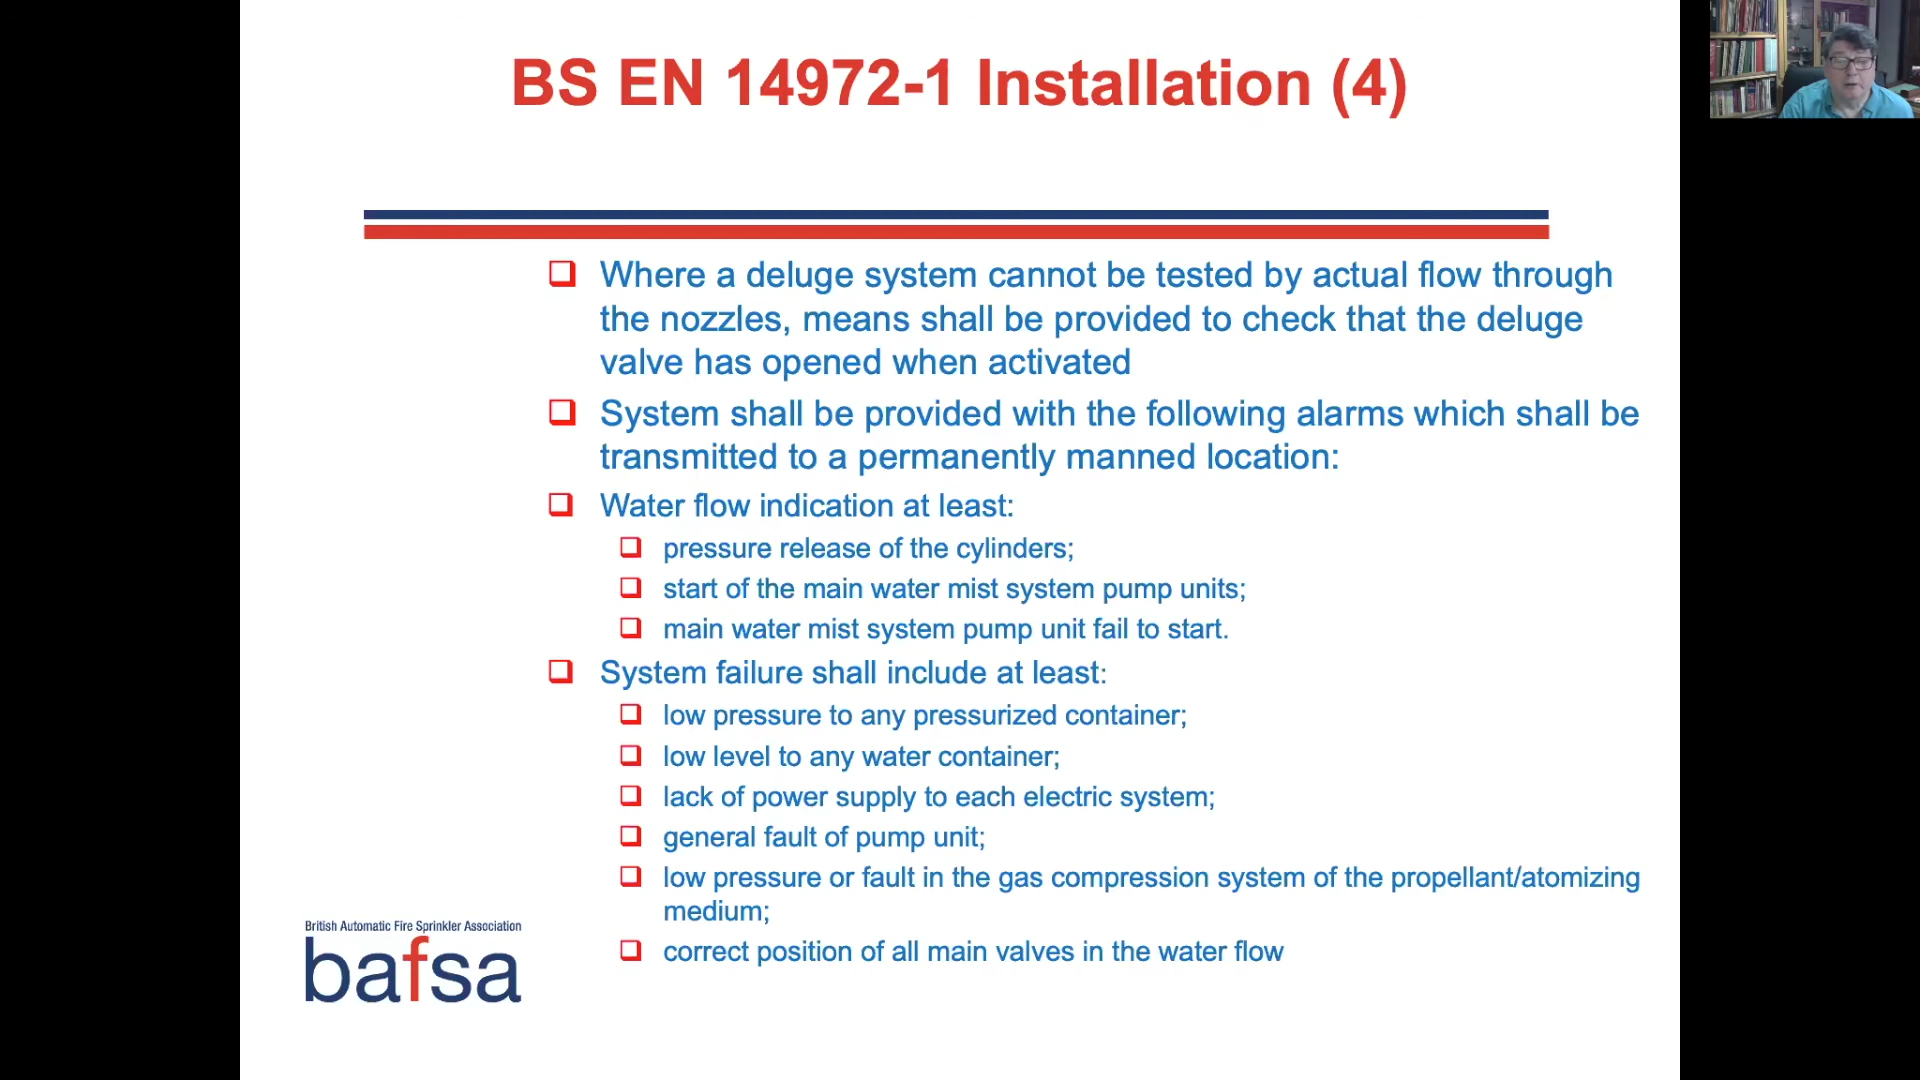 BS EN 14972-1 Installation (4)
Where a deluge system cannot be tested by actual flow through
the nozzles, means shall be provided to check that the deluge
valve has opened when activated
System shall be provided with the following alarms which shall be
transmitted to a permanently manned location:
Water flow indication at least:
pressure release of the cylinders;
start of the main water mist system pump units;
main water mist system pump unit fail to start.
System failure shall include at least:
low pressure to any pressurized container;
low level to any water container;
lack of power supply to each electric system;
general fault of pump unit;
low pressure or fault in the gas compression system of the propellant/atomizing
medium;
correct position of all main valves in the water flow
British Automatic Fire Sprinkler Association
bafsa